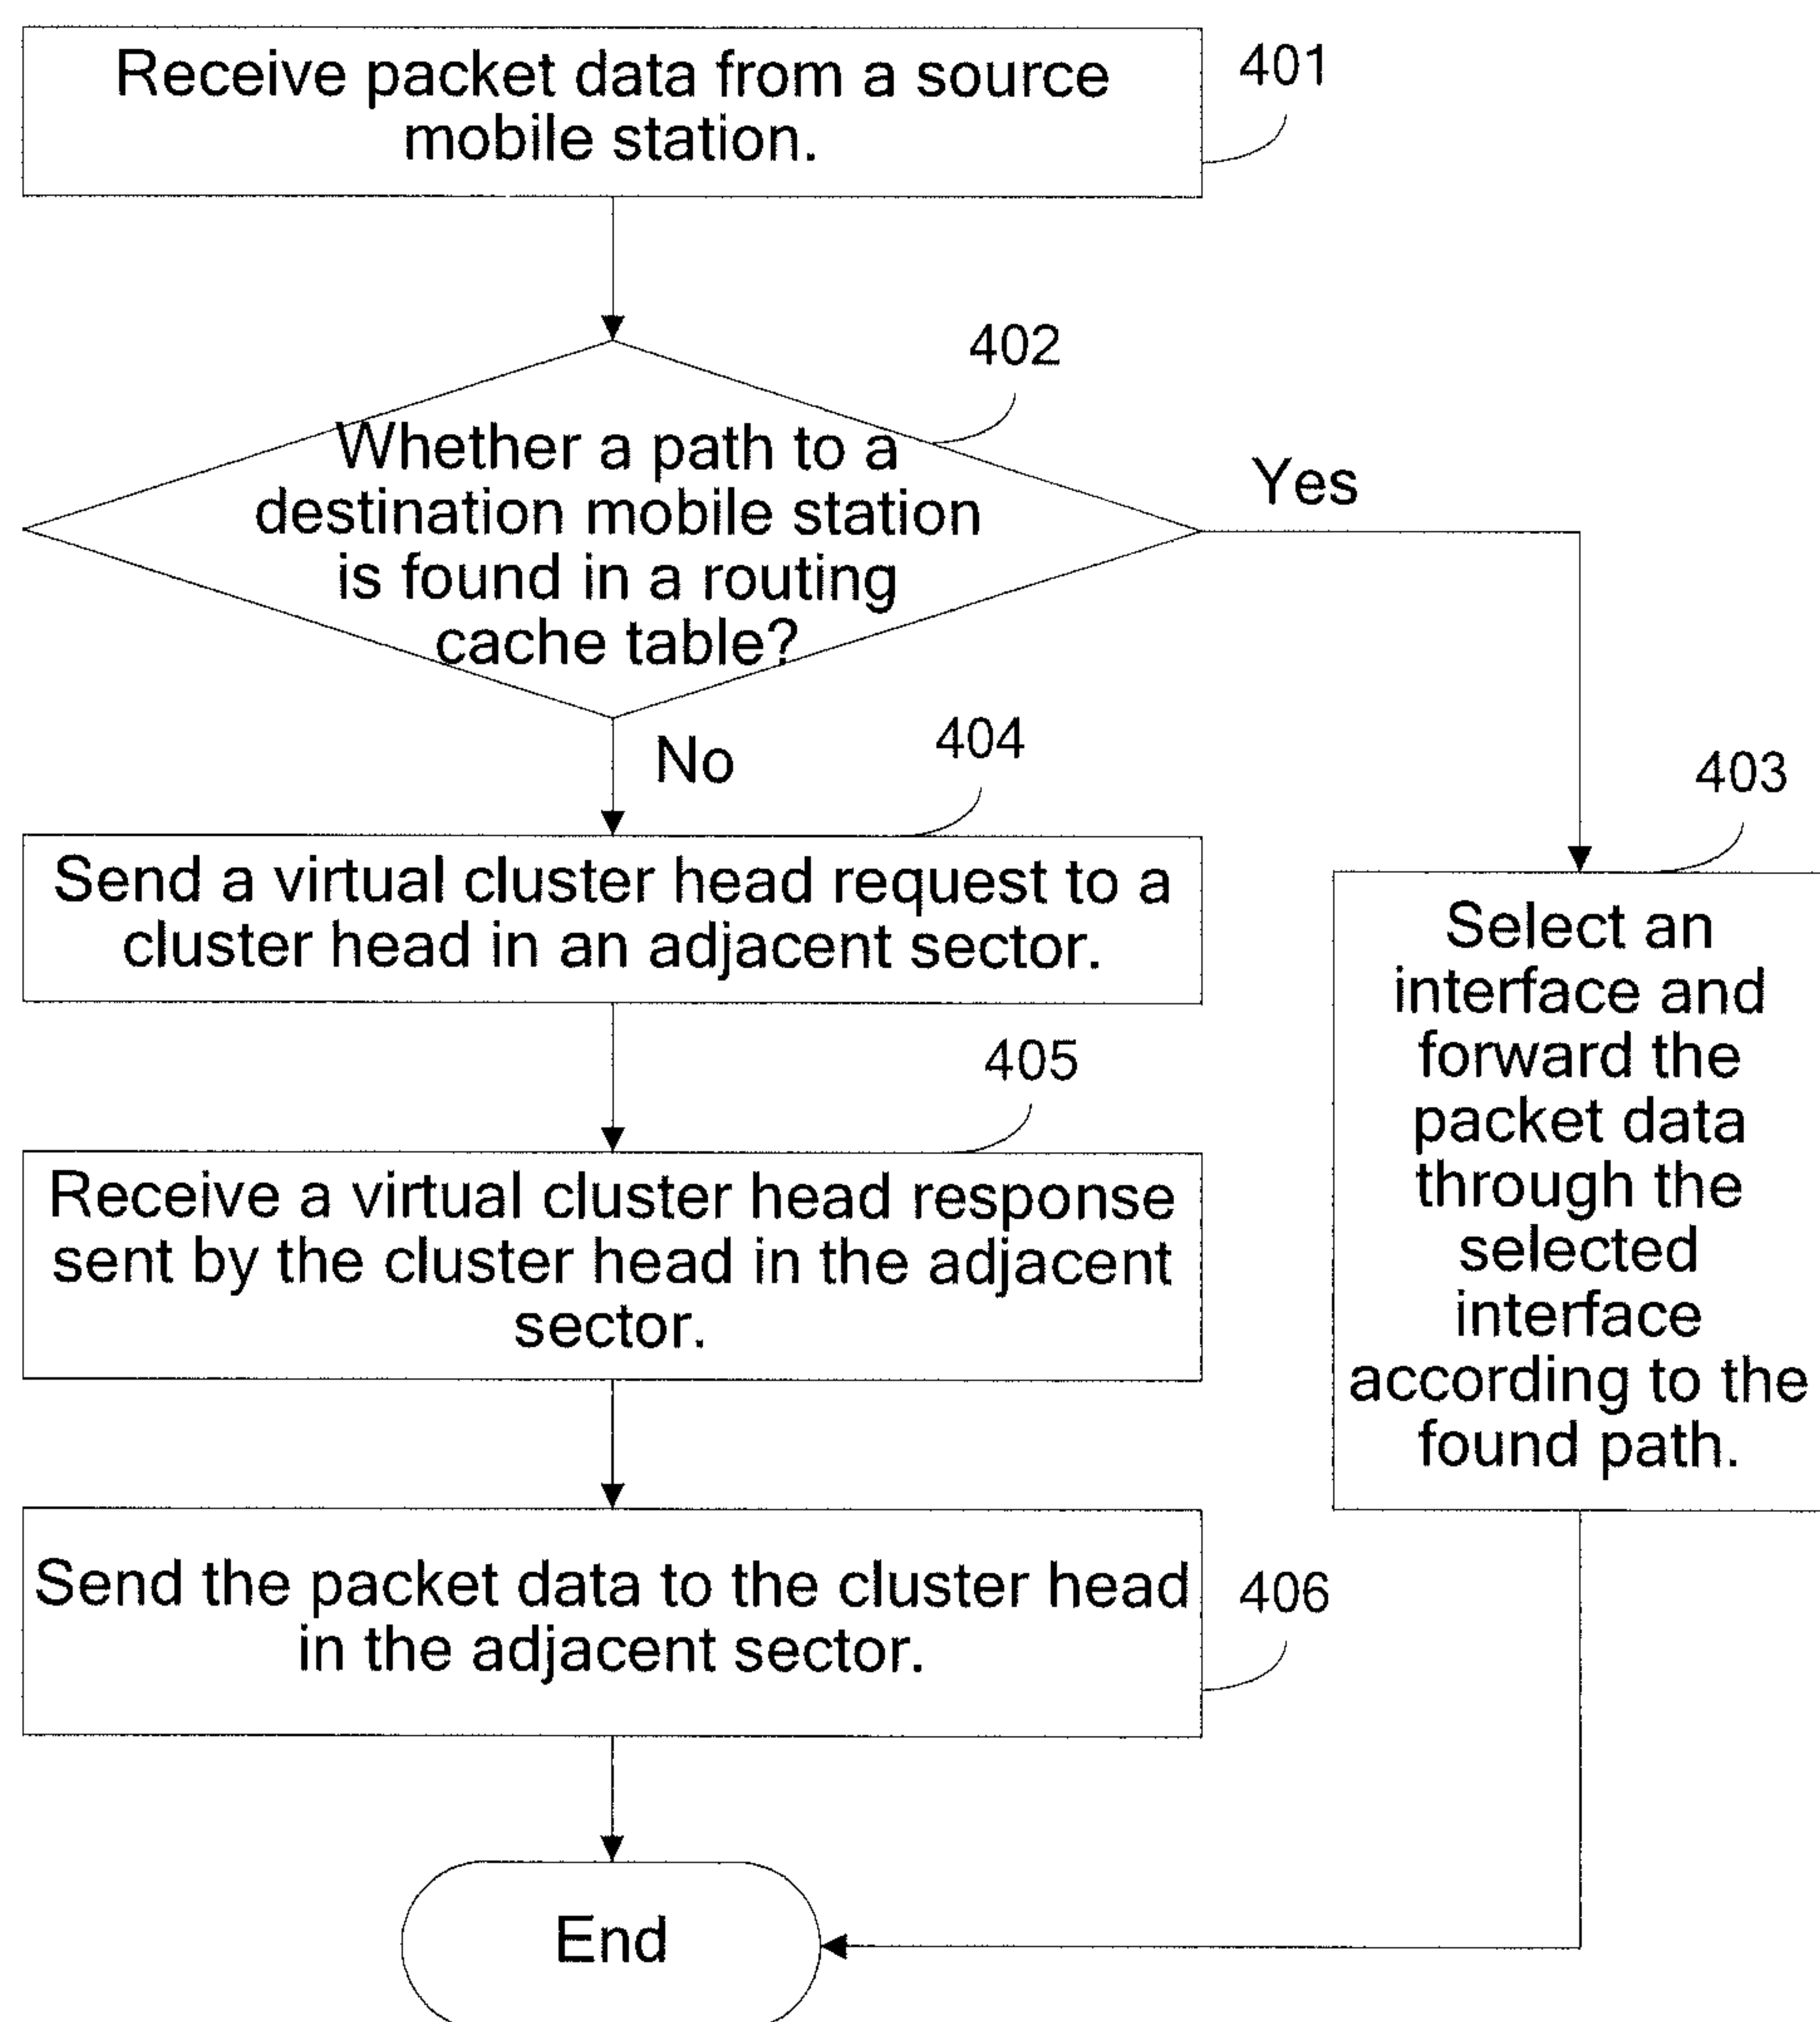 Receive packet data from a source
mobile station.
401
402
Whether a path to a
destination mobile station
is found in a routing
cache table?
Yes
No
404
Send a virtual cluster head request to a
cluster head in an adjacent sector.
403
Select an
interface and
forward the
packet data
through the
selected
interface
according to the
found path.
405
Receive a virtual cluster head response
sent by the cluster head in the adjacent
sector.
Send the packet data to the cluster head
in the adjacent sector.
406
End